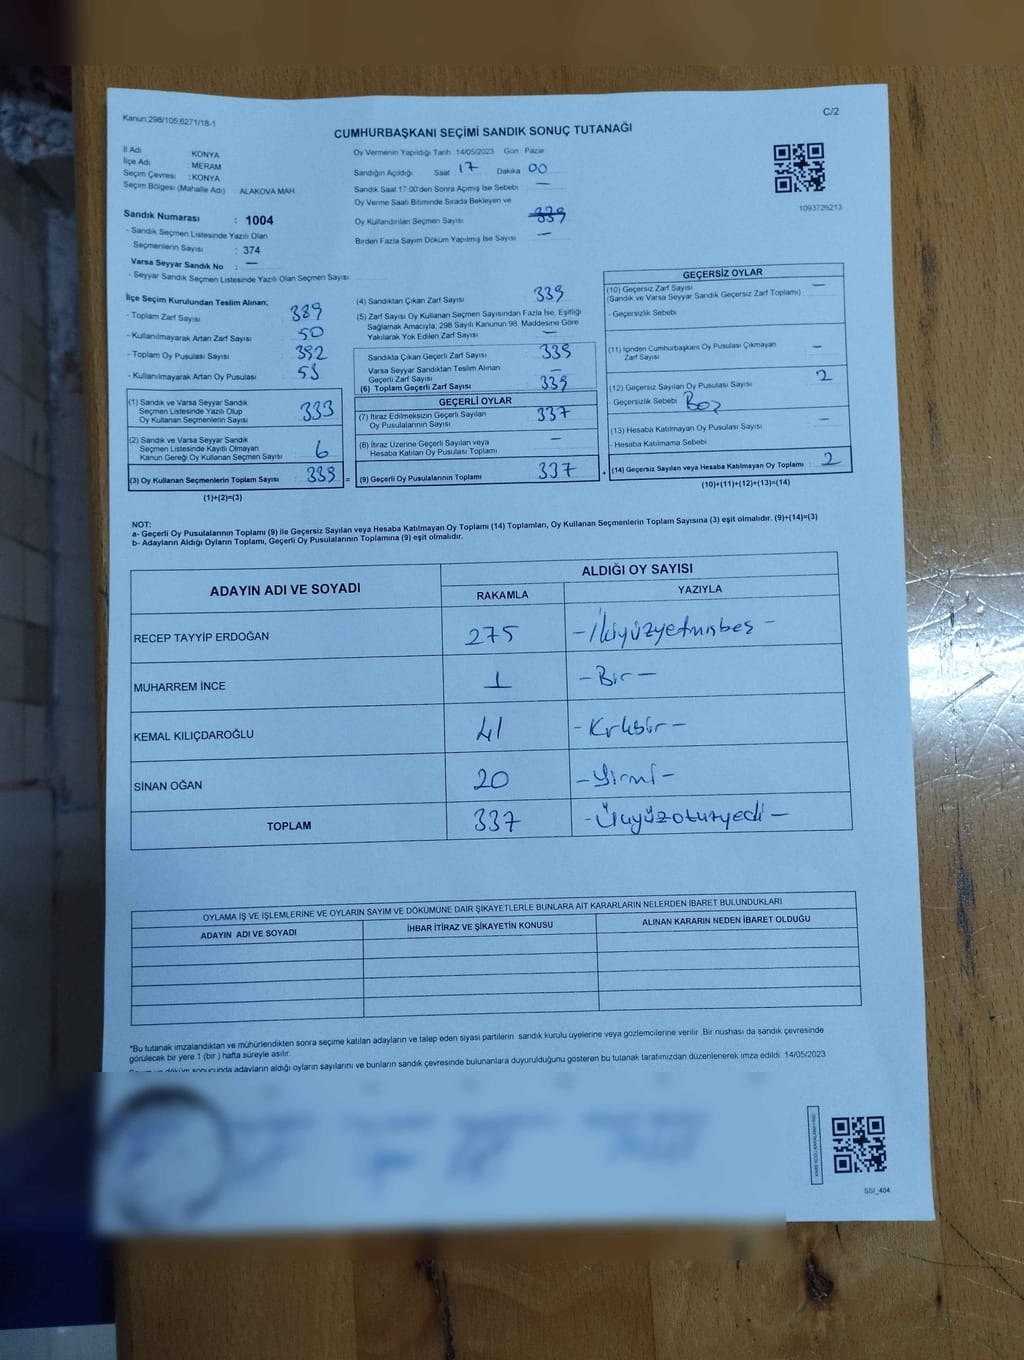 Kanun:298/105;6271/18-1
C/2
CUMHURBAŞKANI SEÇİMİ SANDIK SONUÇ TUTANAĞI
İl Adı KONYA
İlçe Adı MERAM
Seçim Çevresi : KONYA
Seçim Bölgesi (Mahalle Adı) ALAKOVA MAH
Sandık Numarası : 1004
- Sandık Seçmen Listesinde Yazılı Olan
Seçmenlerin Sayısı : 374
Varsa Seyyar Sandık No : —
- Seyyar Sandık Seçmen Listesinde Yazılı Olan Seçmen Sayısı
Oy Vermenin Yapıldığı Tarih 14/05/2023 Gün : Pazar
Sandığın Açıldığı Saat 17 Dakika 00
Sandık Saat 17:00'den Sonra Açımış İse Sebebi —
Oy Verme Saati Bitiminde Sırada Bekleyen ve
Oy Kullandırılan Seçmen Sayısı 339
Birden Fazla Sayım Döküm Yapılmış İse Sayısı —
1093726213
İlçe Seçim Kurulundan Teslim Alınan;
- Toplam Zarf Sayısı 389
- Kullanılmayarak Artan Zarf Sayısı 50
- Toplam Oy Pusulası Sayısı 392
- Kullanılmayarak Artan Oy Pusulası 53
(1) Sandık ve Varsa Seyyar Sandık
Seçmen Listesinde Yazılı Olup
Oy Kullanan Seçmenlerin Sayısı 333
(2) Sandık ve Varsa Seyyar Sandık
Seçmen Listesinde Kayıtlı Olmayan
Kanun Gereği Oy Kullanan Seçmen Sayısı 6
(3) Oy Kullanan Seçmenlerin Toplam Sayısı 339 =
(1)+(2)=(3)
(4) Sandıktan Çıkan Zarf Sayısı 339
(5) Zarf Sayısı Oy Kullanan Seçmen Sayısından Fazla İse, Eşitliği
Sağlamak Amacıyla; 298 Sayılı Kanunun 98. Maddesine Göre
Yakılarak Yok Edilen Zarf Sayısı —
Sandıkta Çıkan Geçerli Zarf Sayısı 339
Varsa Seyyar Sandıktan Teslim Alınan
Geçerli Zarf Sayısı —
(6) Toplam Geçerli Zarf Sayısı 339
GEÇERLİ OYLAR
(7) İtiraz Edilmeksizin Geçerli Sayılan
Oy Pusulasının Sayısı 337
(8) İtiraz Üzerine Geçerli Sayılan veya
Hesaba Katılan Oy Pusulası Toplamı —
(9) Geçerli Oy Pusulalarının Toplamı 337 +
GEÇERSİZ OYLAR
(10) Geçersiz Zarf Sayısı —
(Sandık ve Varsa Seyyar Sandık Geçersiz Zarf Toplamı)
- Geçersizlik Sebebi
(11) İçinden Cumhurbaşkanı Oy Pusulası Çıkmayan
Zarf Sayısı —
(12) Geçersiz Sayılan Oy Pusulası Sayısı 2
- Geçersizlik Sebebi Boş
(13) Hesaba Katılmayan Oy Pusulası Sayısı —
- Hesaba Katılmama Sebebi
(14) Geçersiz Sayılan veya Hesaba Katılmayan Oy Toplamı 2
(10)+(11)+(12)+(13)=(14)
NOT:
a- Geçerli Oy Pusulalarının Toplamı (9) ile Geçersiz Sayılan veya Hesaba Katılmayan Oy Toplamı (14) Toplamları, Oy Kullanan Seçmenlerin Toplam Sayısına (3) eşit olmalıdır. (9)+(14)=(3)
b- Adayların Aldığı Oyların Toplamı, Geçerli Oy Pusulalarının Toplamına (9) eşit olmalıdır.
ADAYIN ADI VE SOYADI
ALDIĞI OY SAYISI
RAKAMLA YAZIYLA
RECEP TAYYİP ERDOĞAN 275 -İkiyüzyetmişbeş-
MUHARREM İNCE 1 -Bir-
KEMAL KILIÇDAROĞLU 41 -Kırkbir-
SİNAN OĞAN 20 -Yirmi-
TOPLAM 337 -Üçyüzotuzyedi-
OYLAMA İŞ VE İŞLEMLERİNE VE OYLARIN SAYIM VE DÖKÜMÜNE DAİR ŞİKAYETLERLE BUNLARA AİT KARARLARIN NELERDEN İBARET BULUNDUKLARI
ADAYIN ADI VE SOYADI İHBAR İTİRAZ VE ŞİKAYETİN KONUSU ALINAN KARARIN NEDEN İBARET OLDUĞU
*Bu tutanak imzalandıktan ve mühürlendikten sonra seçime katılan adayların ve talep eden siyasi partilerin sandık kurulu üyelerine veya gözlemcilerine verilir. Bir nüshası da sandık çevresinde
görülecek bir yere 1 (bir ) hafta süreyle asılır.
döküm sonucunda adayların aldığı oyların sayılarını ve bunların sandık çevresinde bulunanlara duyurulduğunu gösteren bu tutanak tarafımızdan düzenlenerek imza edildi. 14/05/2023
SSI_404